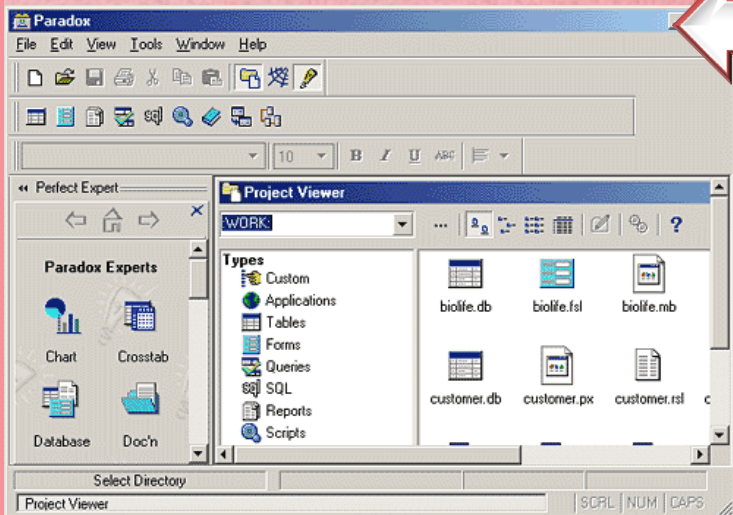 Paradox
File Edit View Tools Window Help
sql
10 B I U ABC
Perfect Expert
Project Viewer
:WORK:
... ?
Paradox Experts
Chart Crosstab
Database Doc'n
Types
Custom
Applications
Tables
Forms
Queries
sql SQL
Reports
Scripts
biolife.db biolife.fsl biolife.mb
customer.db customer.px customer.rsl c
Select Directory
Project Viewer SCRL NUM CAPS